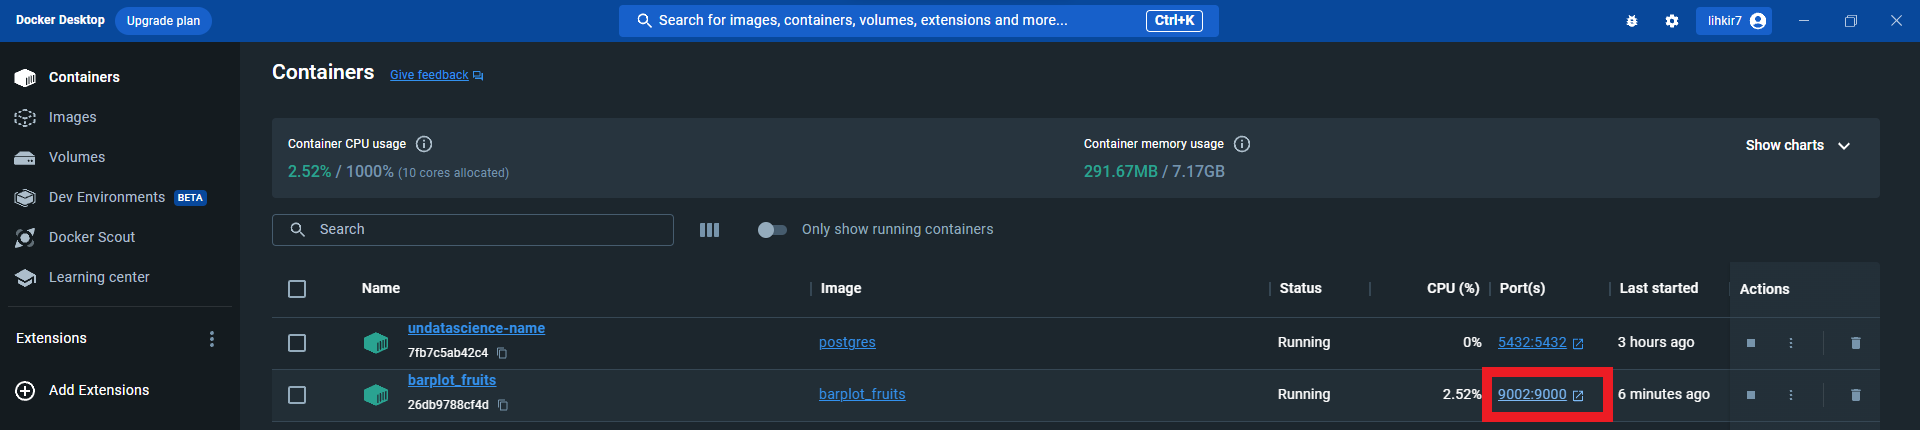 Docker Desktop Upgrade plan Search for images, containers, volumes, extensions and more... Ctrl+K lihkir7
Containers
Images
Volumes
Dev Environments BETA
Docker Scout
Learning center
Extensions
Add Extensions
Containers Give feedback
Container CPU usage
2.52% / 1000% (10 cores allocated)
Container memory usage
291.67MB / 7.17GB
Show charts
Search
Only show running containers
Name Image Status CPU (%) Port(s) Last started Actions
undatascience-name
7fb7c5ab42c4 postgres Running 0% 5432:5432 3 hours ago
barplot_fruits
26db9788cf4d barplot_fruits Running 2.52% 9002:9000 6 minutes ago